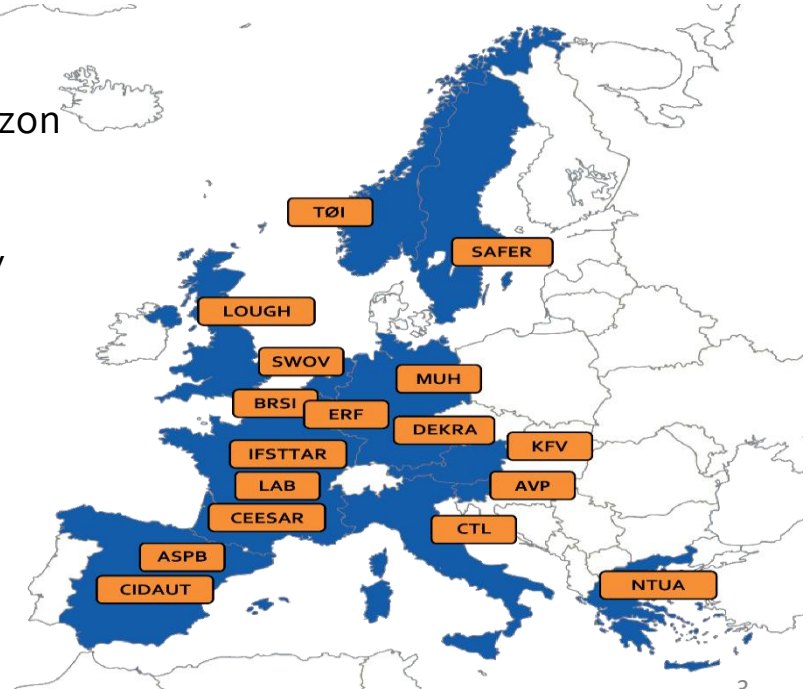 zon
TØI
SAFER
LOUGH
SWOV
MUH
BRSI
ERF
DEKRA
KFV
IFSTTAR
LAB
AVP
CEESAR
CTL
ASPB
CIDAUT
NTUA